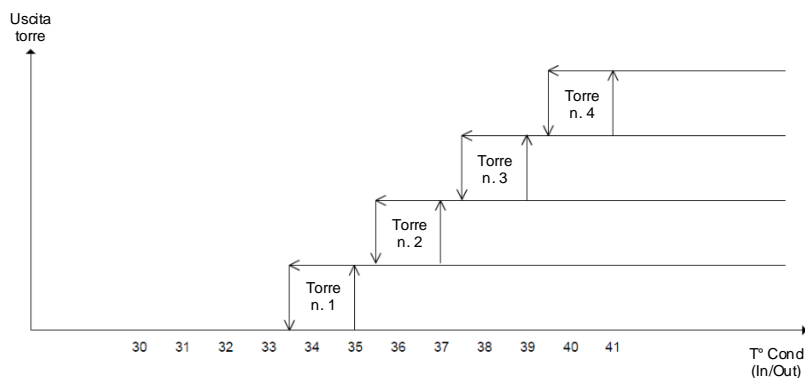 Uscita
torre
Torre
n. 4
Torre
n. 3
Torre
n. 2
Torre
n. 1
30 31 32 33 34 35 36 37 38 39 40 41
T° Cond
(In/Out)